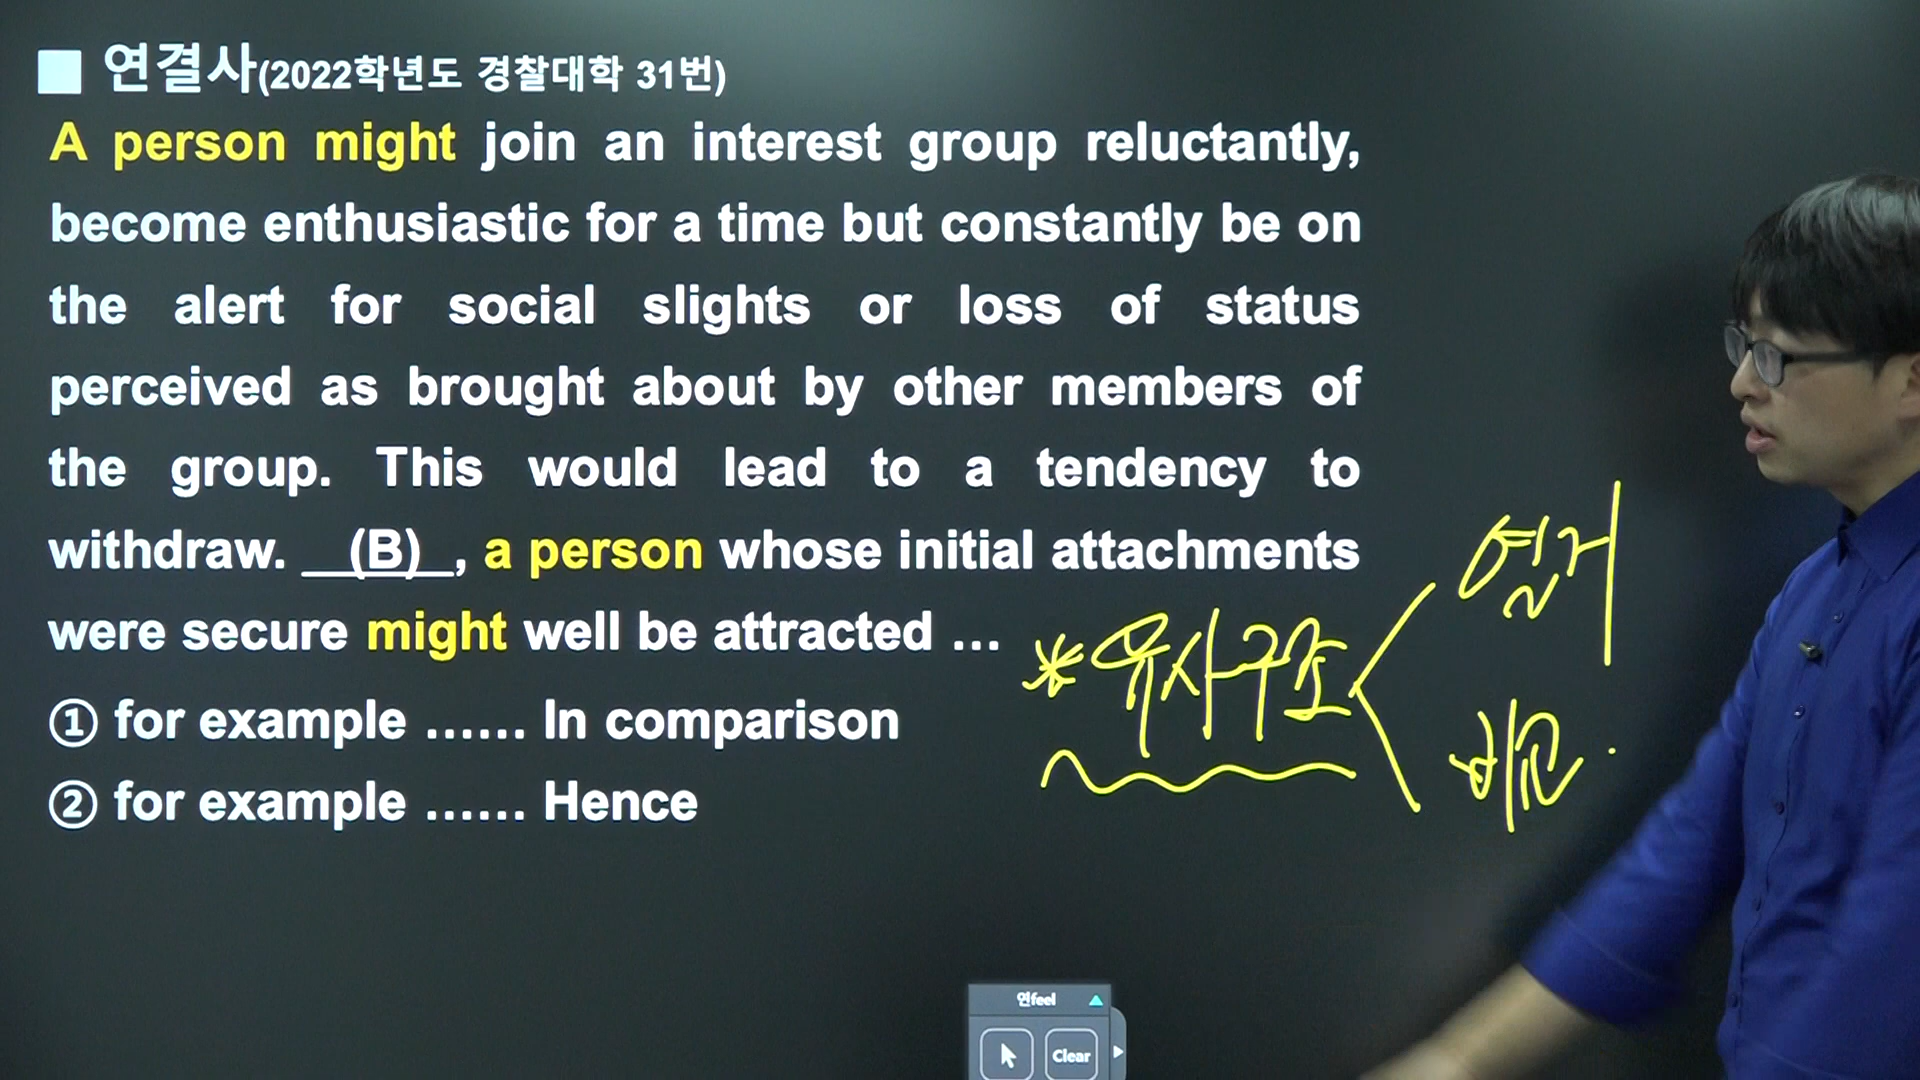 ■ 연결사(2022학년도 경찰대학 31번)
A person might join an interest group reluctantly,
become enthusiastic for a time but constantly be on
the alert for social slights or loss of status
perceived as brought about by other members of
the group. This would lead to a tendency to
withdraw. (B) , a person whose initial attachments
were secure might well be attracted …
① for example …… In comparison
② for example …… Hence
* 유사구조
열거
비교
연feel
Clear